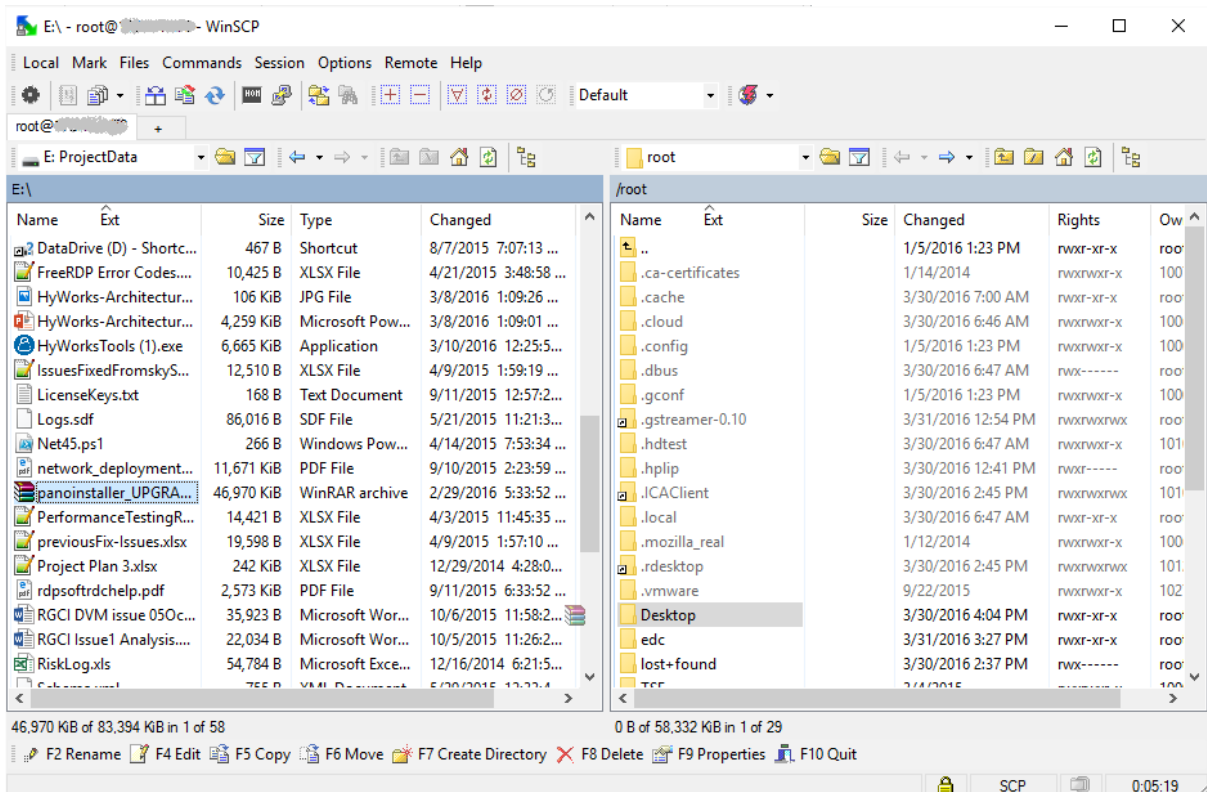 E:\ - root@ - WinSCP
Local Mark Files Commands Session Options Remote Help
Default
root@ +
E: ProjectData root
E:\ /root
Name Ext Size Type Changed Name Ext Size Changed Rights Ow
DataDrive (D) - Shortc... 467 B Shortcut 8/7/2015 7:07:13 ... .. 1/5/2016 1:23 PM rwxr-xr-x roo
FreeRDP Error Codes.... 10,425 B XLSX File 4/21/2015 3:48:58 ... .ca-certificates 1/14/2014 rwxrwxr-x 100
HyWorks-Architectur... 106 KiB JPG File 3/8/2016 1:09:26 ... .cache 3/30/2016 7:00 AM rwxr-xr-x roo
HyWorks-Architectur... 4,259 KiB Microsoft Pow... 3/8/2016 1:09:01 ... .cloud 3/30/2016 6:46 AM rwxrwxr-x 100
HyWorksTools (1).exe 6,665 KiB Application 3/10/2016 12:25:5... .config 1/5/2016 1:23 PM rwxrwxr-x 100
IssuesFixedFromskyS... 12,510 B XLSX File 4/9/2015 1:59:19 ... .dbus 3/30/2016 6:47 AM rwx------ roo
LicenseKeys.txt 168 B Text Document 9/11/2015 12:57:2... .gconf 1/5/2016 1:23 PM rwxrwxr-x 100
Logs.sdf 86,016 B SDF File 5/21/2015 11:21:3... .gstreamer-0.10 3/31/2016 12:54 PM rwxrwxrwx roo
Net45.ps1 266 B Windows Pow... 4/14/2015 7:53:34 ... .hdtest 3/30/2016 6:47 AM rwxrwxr-x 101
network_deployment... 11,671 KiB PDF File 9/10/2015 2:23:59 ... .hplip 3/30/2016 12:41 PM rwxr----- roo
panoinstaller_UPGRA... 46,970 KiB WinRAR archive 2/29/2016 5:33:52 ... .ICAClient 3/30/2016 2:45 PM rwxrwxrwx 101
PerformanceTestingR... 14,421 B XLSX File 4/3/2015 11:45:35 ... .local 3/30/2016 6:47 AM rwxr-xr-x roo
previousFix-Issues.xlsx 19,598 B XLSX File 4/9/2015 1:57:10 ... .mozilla_real 1/12/2014 rwxrwxr-x 100
Project Plan 3.xlsx 242 KiB XLSX File 12/29/2014 4:28:0... .rdesktop 3/30/2016 2:45 PM rwxrwxrwx 101.
rdpsoftrdchelp.pdf 2,573 KiB PDF File 9/11/2015 6:33:52 ... .vmware 9/22/2015 rwxrwxr-x 102
RGCI DVM issue 05Oc... 35,923 B Microsoft Wor... 10/6/2015 11:58:2... Desktop 3/30/2016 4:04 PM rwxr-xr-x roo
RGCI Issue1 Analysis.... 22,034 B Microsoft Wor... 10/5/2015 11:26:2... edc 3/31/2016 3:27 PM rwxr-xr-x roo
RiskLog.xls 54,784 B Microsoft Exce... 12/16/2014 6:21:5... lost+found 3/30/2016 2:37 PM rwx------ roo
46,970 KiB of 83,394 KiB in 1 of 58 0 B of 58,332 KiB in 1 of 29
F2 Rename F4 Edit F5 Copy F6 Move F7 Create Directory F8 Delete F9 Properties F10 Quit
SCP 0:05:19